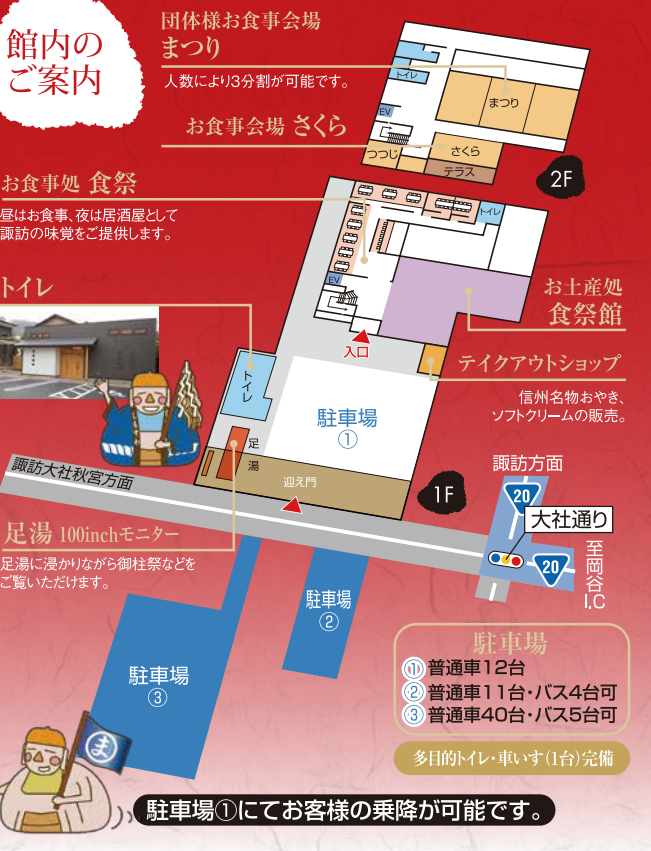 館内の
ご案内
団体様お食事会場
まつり
人数により3分割が可能です。
お食事会場 さくら
トイレ
まつり
EV
つつじ
さくら
テラス
2F
お食事処 食祭
昼はお食事、夜は居酒屋として
諏訪の味覚をご提供します。
トイレ
EV
お土産処
食祭館
入口
トイレ
テイクアウトショップ
信州名物おやき、
ソフトクリームの販売。
トイレ
駐車場
①
足湯
迎え門
1F
諏訪大社秋宮方面
諏訪方面
20
大社通り
20
至岡谷I.C
足湯 100inchモニター
足湯に浸かりながら御柱祭などを
ご覧いただけます。
駐車場
②
駐車場
③
駐車場
① 普通車12台
② 普通車11台・バス4台可
③ 普通車40台・バス5台可
多目的トイレ・車いす(1台)完備
ま
駐車場①にてお客様の乗降が可能です。